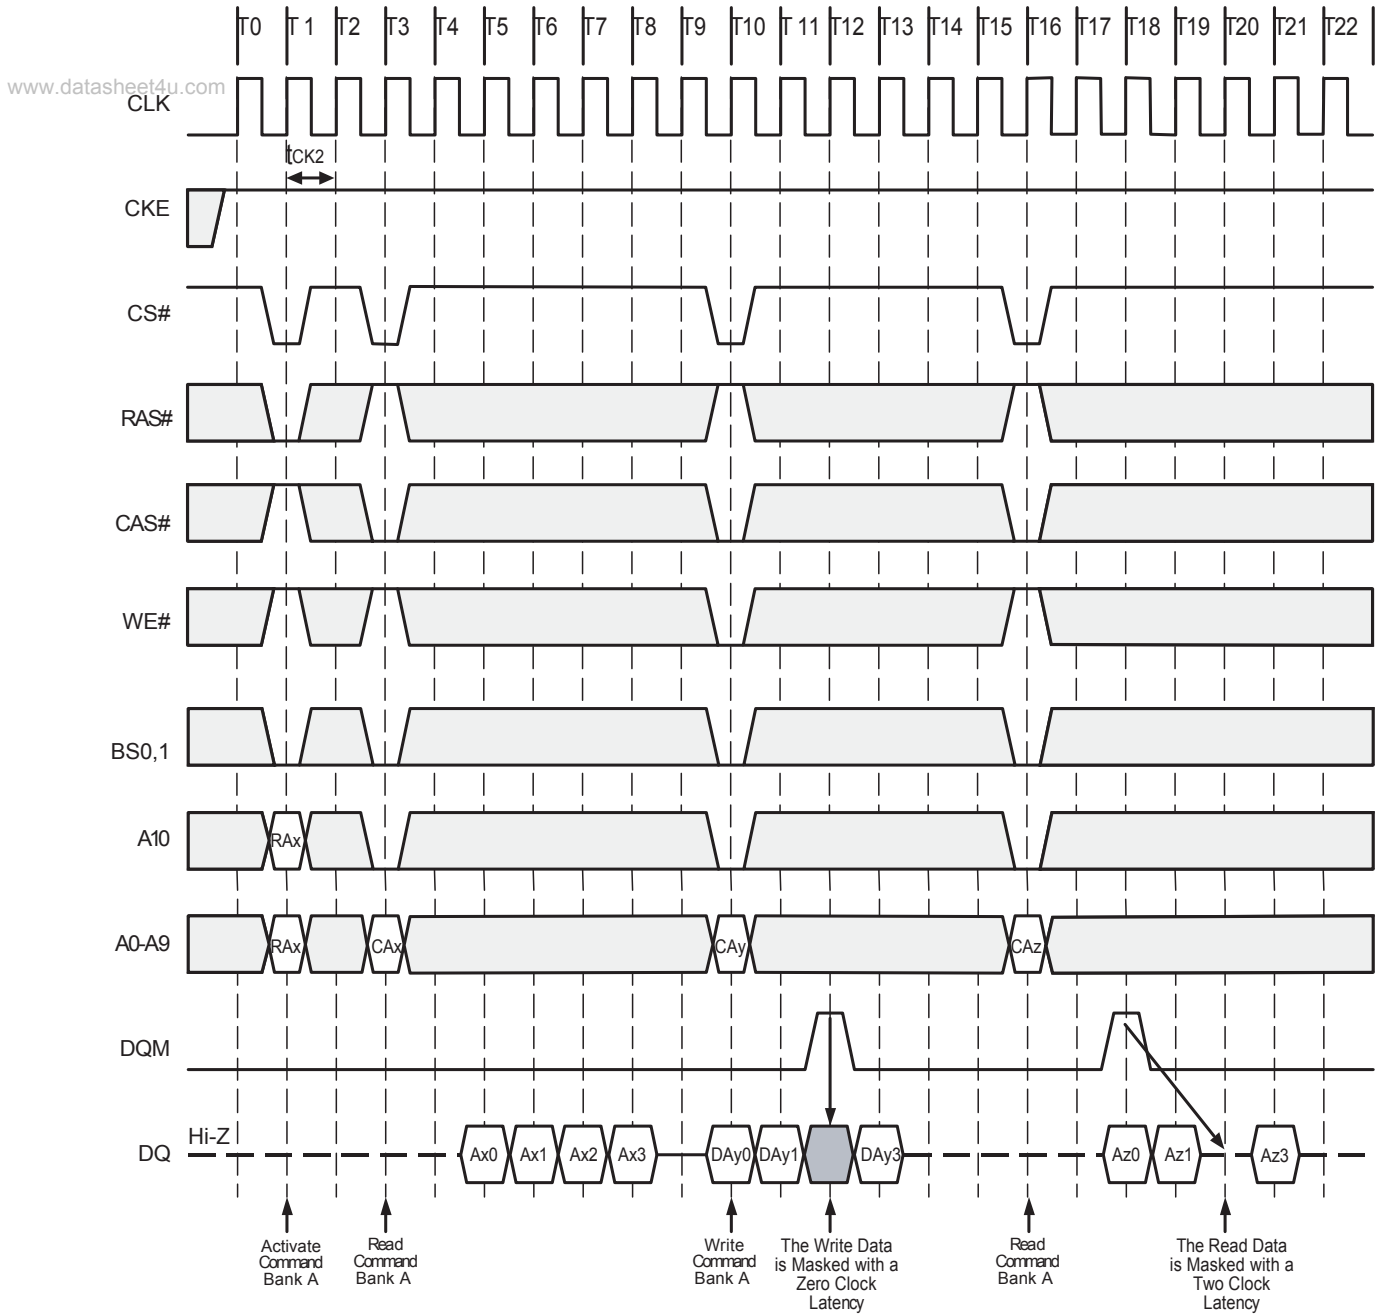 T0 T1 T2 T3 T4 T5 T6 T7 T8 T9 T10 T11 T12 T13 T14 T15 T16 T17 T18 T19 T20 T21 T22
www.datasheet4u.com
CLK
tCK2
CKE
CS#
RAS#
CAS#
WE#
BS0,1
A10
RAx
A0-A9
RAx CAx CAy CAz
DQM
Hi-Z
DQ
Ax0 Ax1 Ax2 Ax3 DAy0 DAy1 DAy3 Az0 Az1 Az3
Activate
Command
Bank A
Read
Command
Bank A
Write
Command
Bank A
The Write Data
is Masked with a
Zero Clock
Latency
Read
Command
Bank A
The Read Data
is Masked with a
Two Clock
Latency